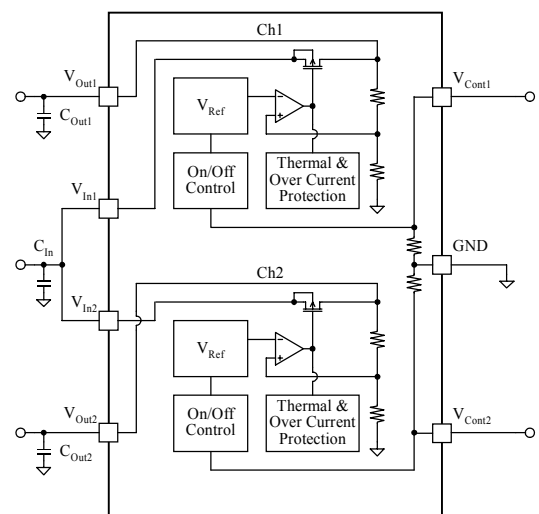 Ch1
V_Out1
C_Out1
V_Cont1
V_Ref
−
+
On/Off
Control
Thermal &
Over Current
Protection
V_In1
C_In
GND
V_In2
Ch2
V_Ref
−
+
On/Off
Control
Thermal &
Over Current
Protection
V_Out2
C_Out2
V_Cont2